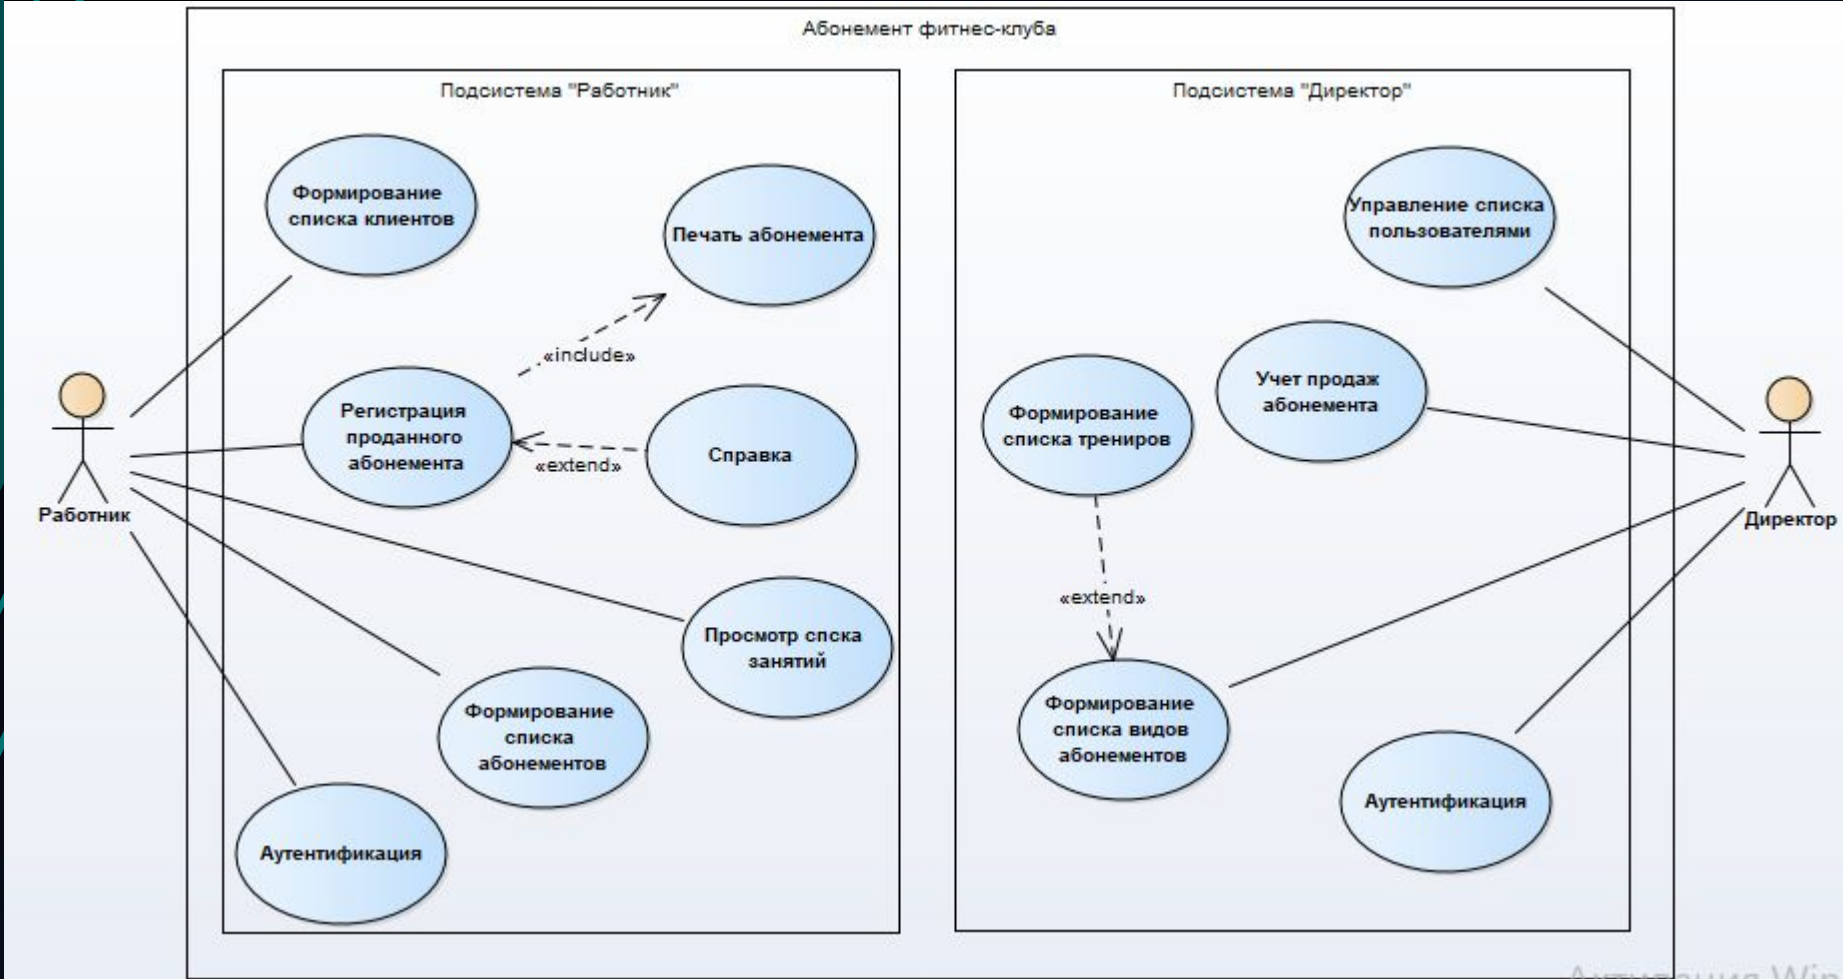 Абонемент фитнес-клуба
Подсистема "Работник"
Формирование
списка клиентов
Печать абонемента
«include»
Регистрация
проданного
абонемента
«extend»
Справка
Просмотр спска
занятий
Формирование
списка
абонементов
Аутентификация
Работник
Подсистема "Директор"
Управление списка
пользователями
Учет продаж
абонемента
Формирование
списка трениров
«extend»
Формирование
списка видов
абонементов
Аутентификация
Директор